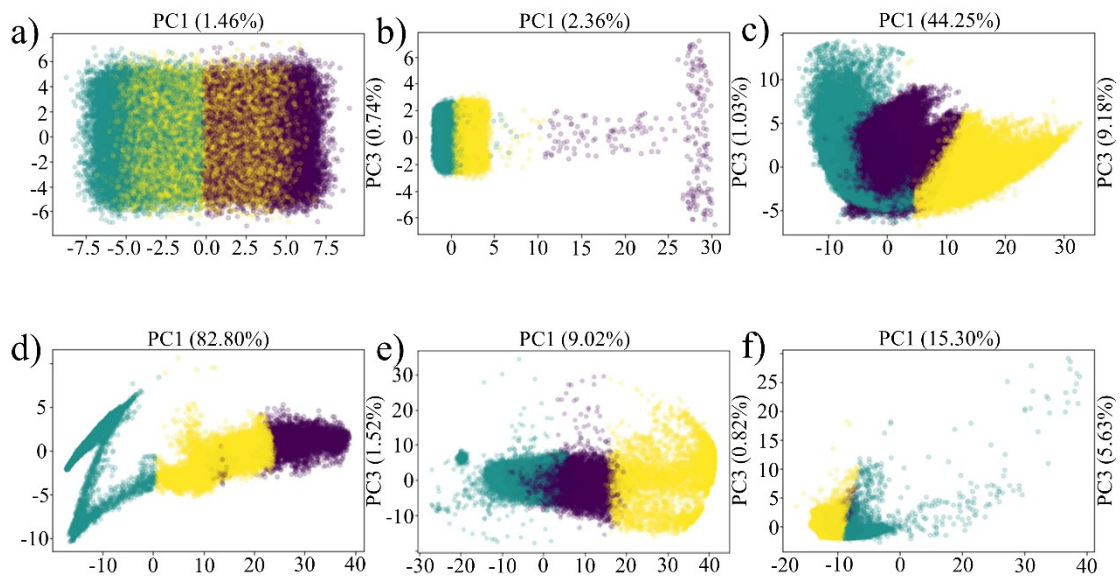 a) PC1 (1.46%)
6
4
2
0
-2
-4
-6
PC3 (0.74%)
-7.5 -5.0 -2.5 0.0 2.5 5.0 7.5
b) PC1 (2.36%)
6
4
2
0
-2
-4
-6
PC3 (1.03%)
0 5 10 15 20 25 30
c) PC1 (44.25%)
10
5
0
-5
PC3 (9.18%)
-10 0 10 20 30
d) PC1 (82.80%)
5
0
-5
-10
PC3 (1.52%)
-10 0 10 20 30 40
e) PC1 (9.02%)
30
20
10
0
-10
PC3 (0.82%)
-30 -20 -10 0 10 20 30 40
f) PC1 (15.30%)
25
20
15
10
5
0
PC3 (5.63%)
-20 -10 0 10 20 30 40